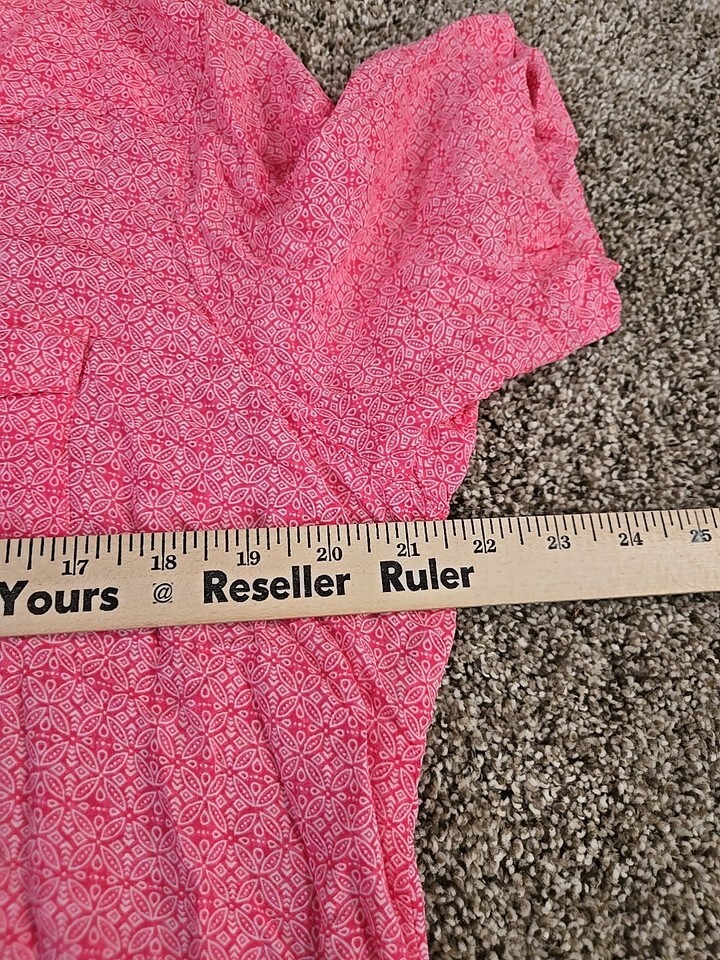 17 18 19 20 21 22 23 24 25
Yours @ Reseller Ruler